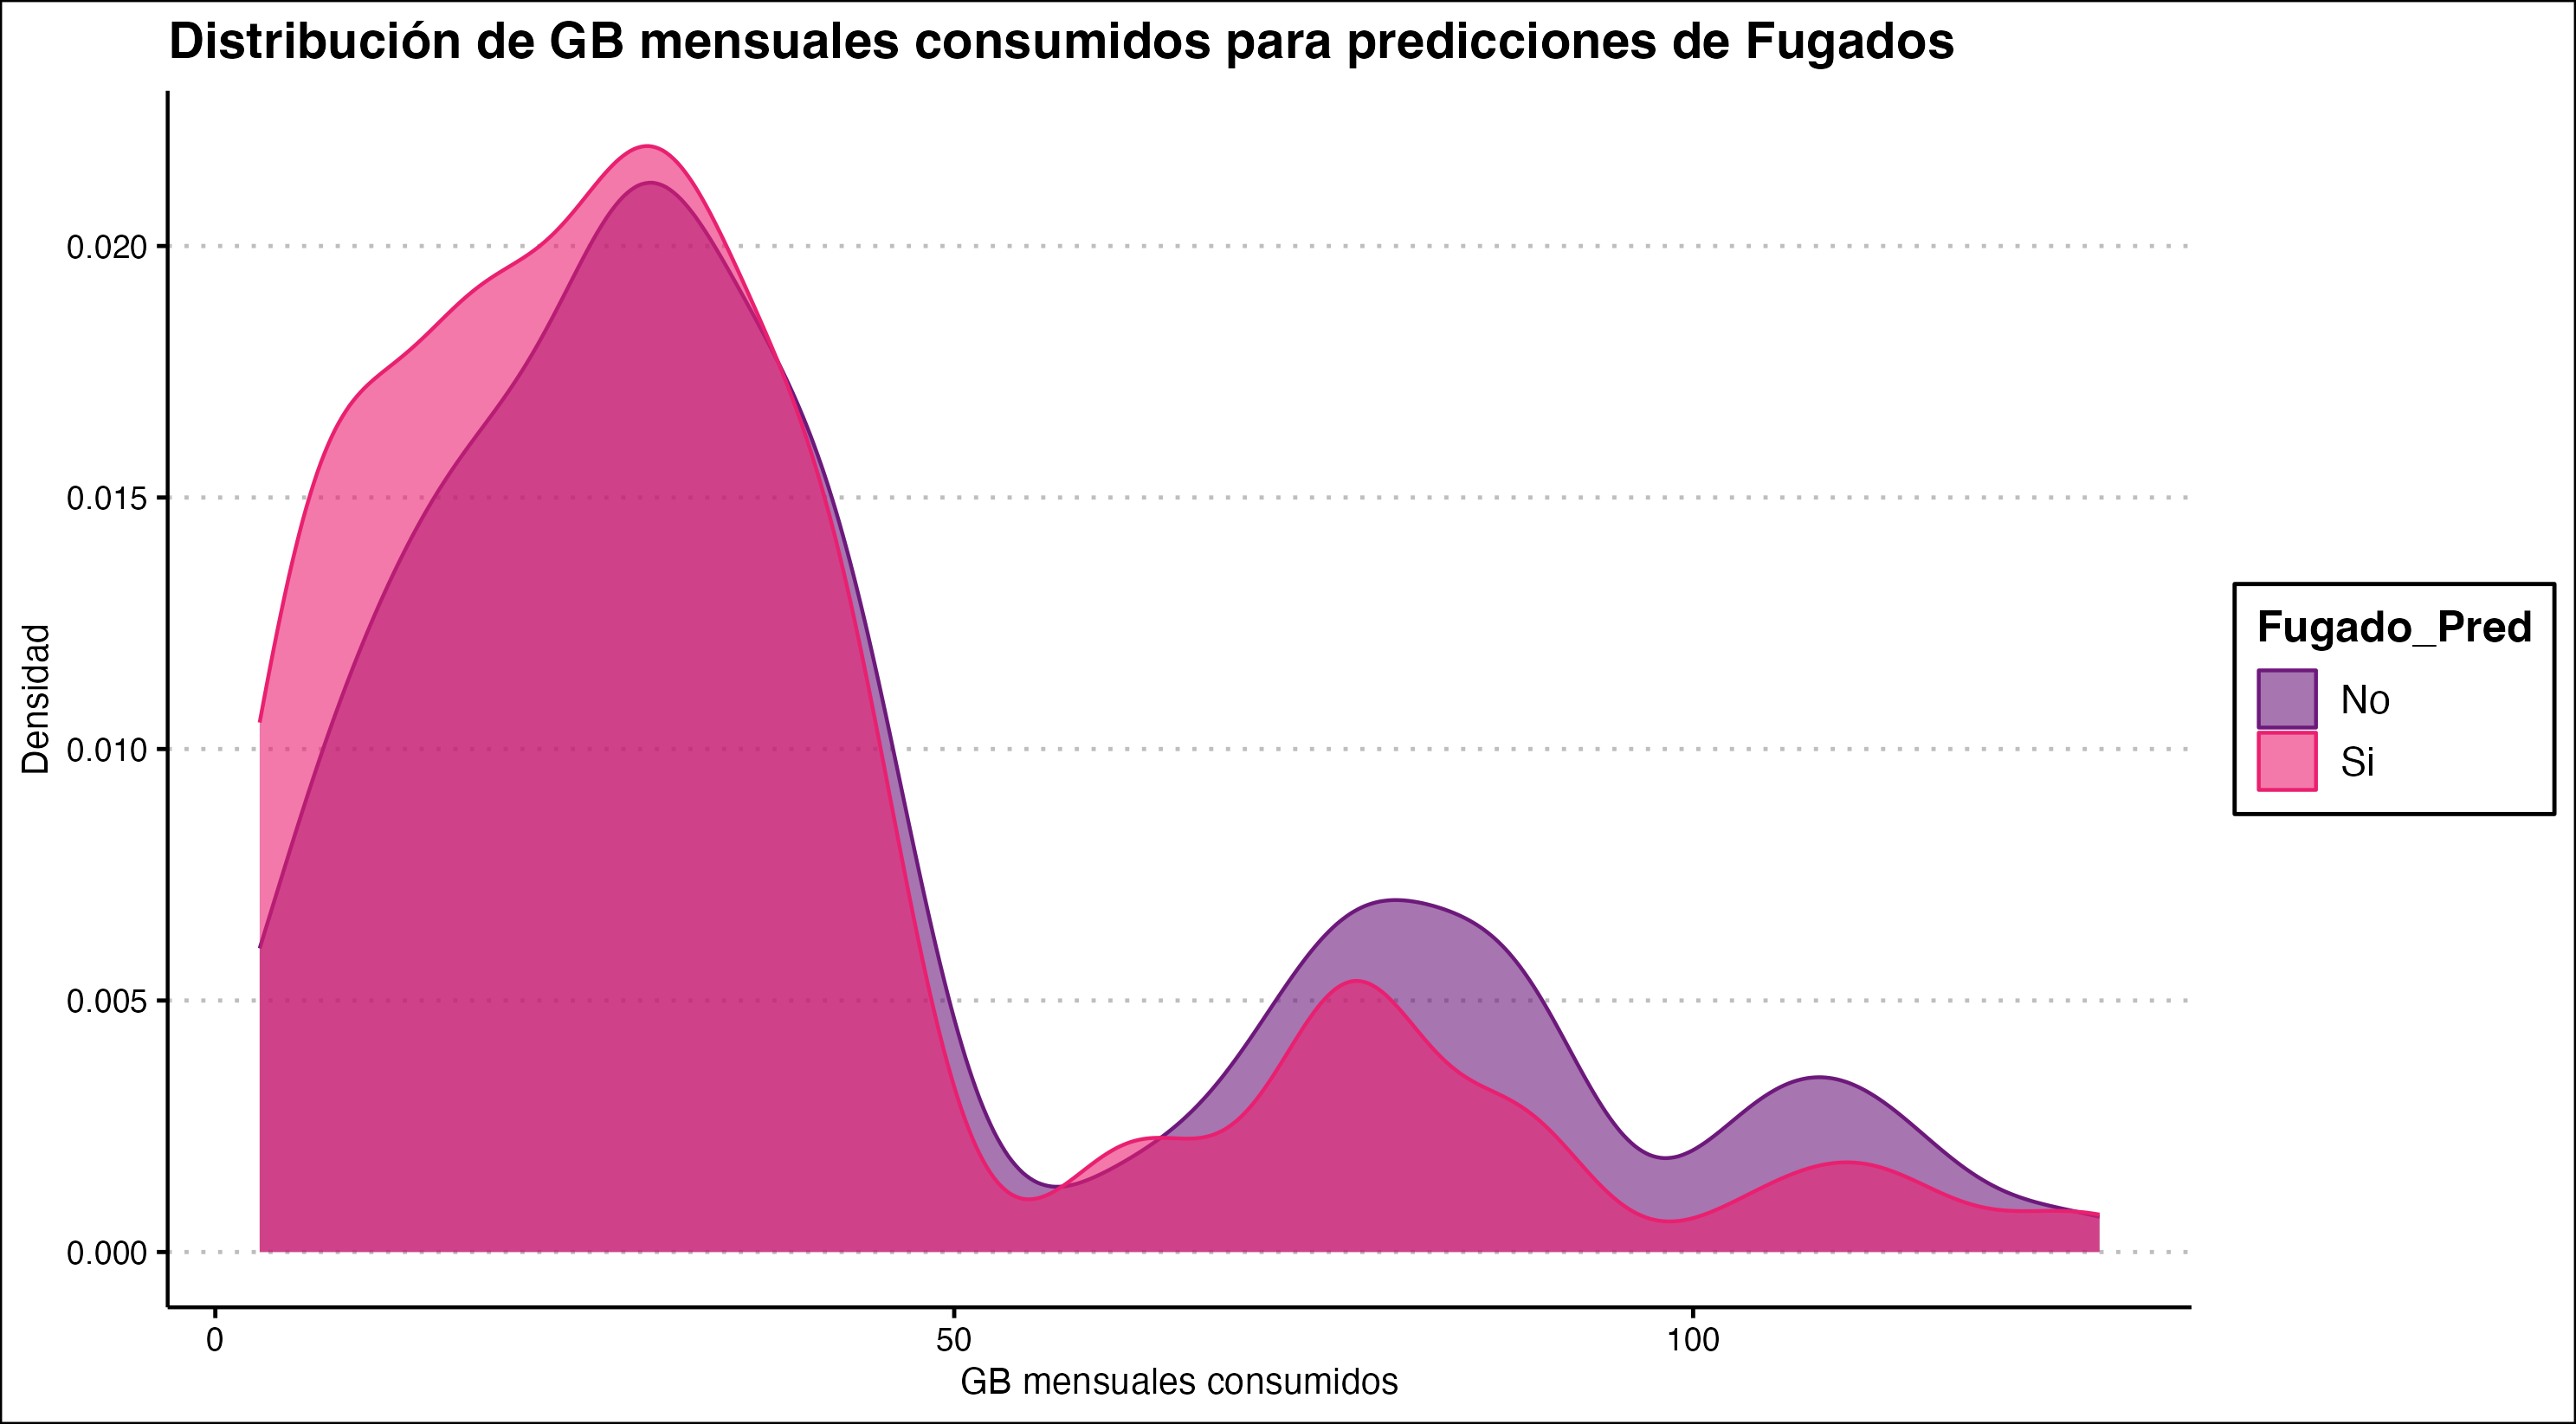 Distribución de GB mensuales consumidos para predicciones de Fugados
Densidad
0.020
0.015
0.010
0.005
0.000
0
50
100
GB mensuales consumidos
Fugado_Pred
No
Si